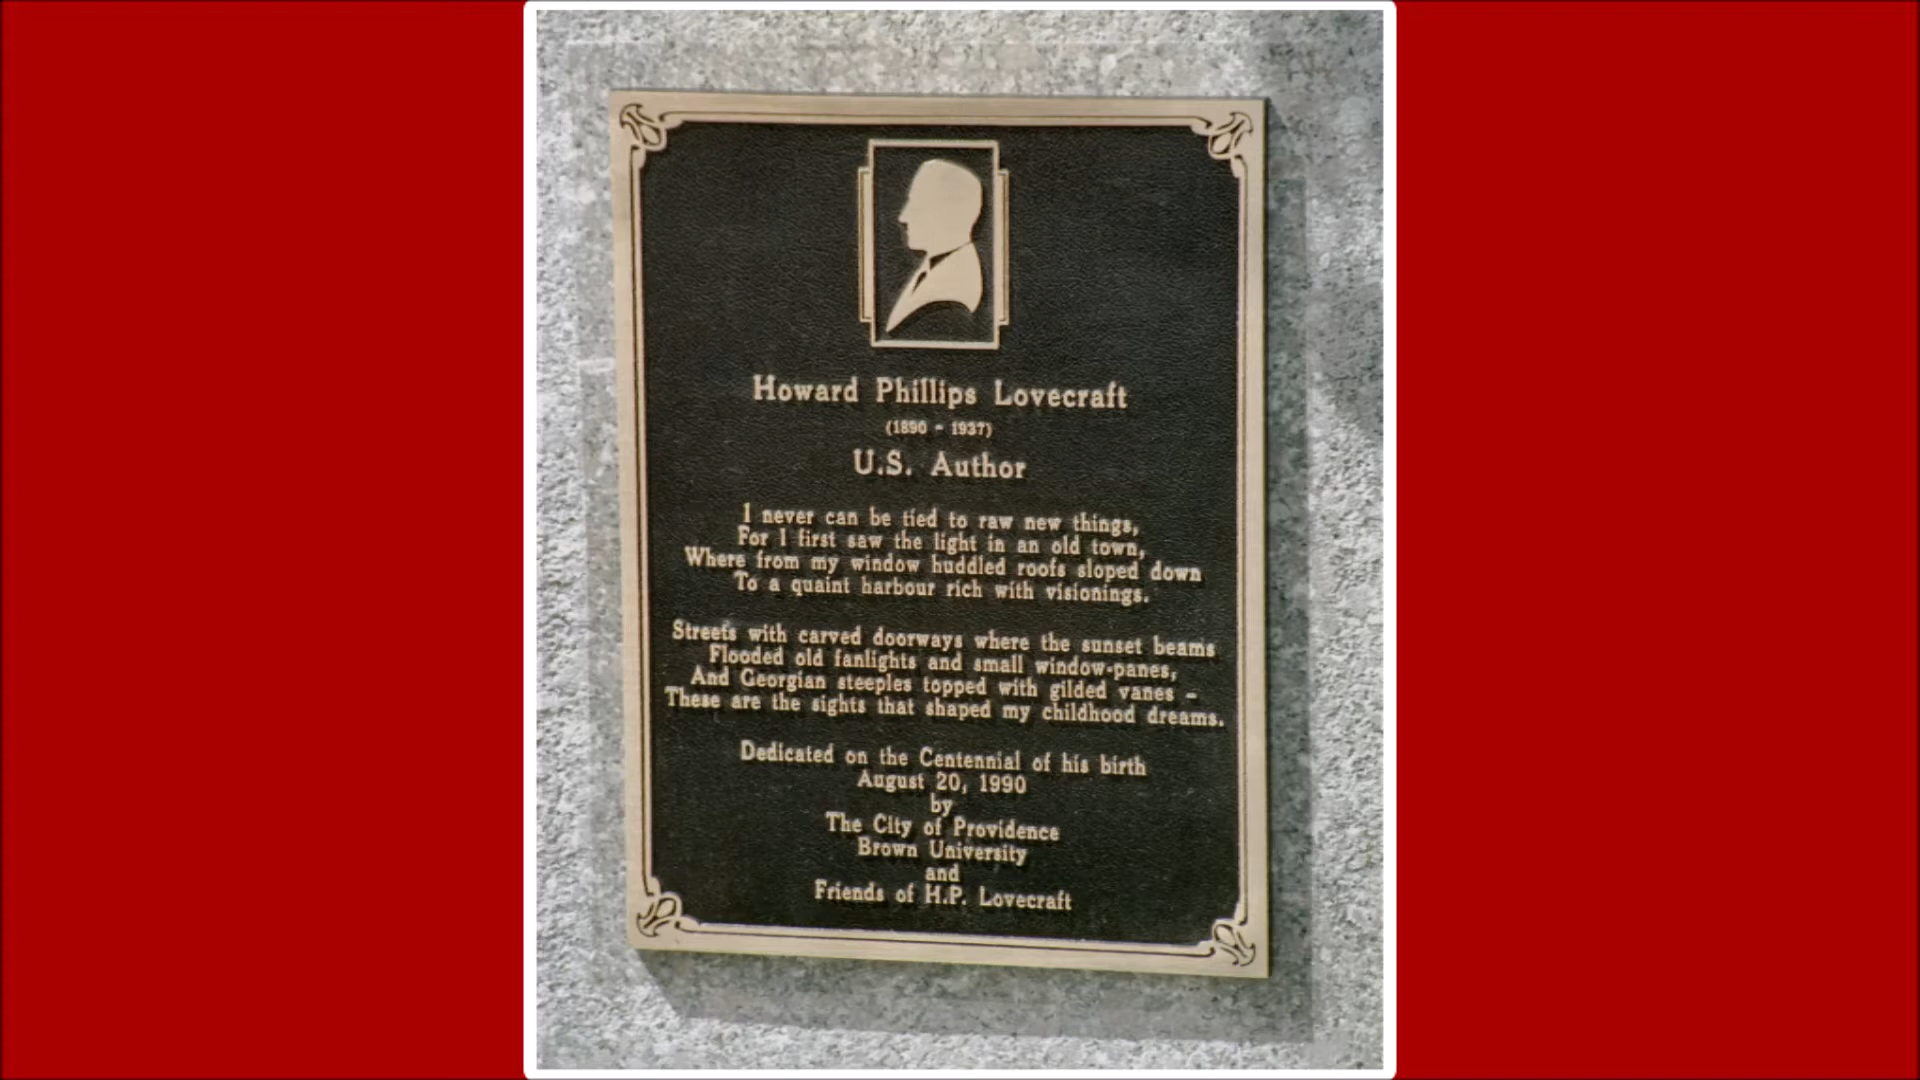 Howard Phillips Lovecraft
(1890 - 1937)
U.S. Author
I never can be tied to raw new things,
For I first saw the light in an old town,
Where from my window huddled roofs sloped down
To a quaint harbour rich with visionings.
Streets with carved doorways where the sunset beams
Flooded old fanlights and small window-panes,
And Georgian steeples topped with gilded vanes -
These are the sights that shaped my childhood dreams.
Dedicated on the Centennial of his birth
August 20, 1990
by
The City of Providence
Brown University
and
Friends of H.P. Lovecraft